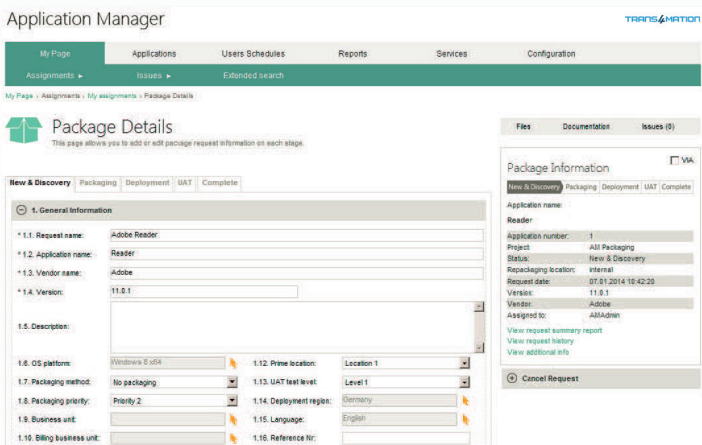 Application Manager
TRANS4MATION
My Page Applications Users Schedules Reports Services Configuration
Assignments Issues Extended search
My Page › Assignments › My assignments › Package Details
Package Details
This page allows you to add or edit package request information on each stage.
New & Discovery Packaging Deployment UAT Complete
1. General Information
* 1.1. Request name: Adobe Reader
* 1.2. Application name: Reader
* 1.3. Vendor name: Adobe
* 1.4. Version: 11.0.1
1.5. Description:
1.6. OS platform: Windows 8 x64 1.12. Prime location: Location 1
1.7. Packaging method: No packaging 1.13. UAT test level: Level 1
1.8. Packaging priority: Priority 2 1.14. Deployment region: Germany
1.9. Business unit: 1.15. Language: English
1.10. Billing business unit: 1.16. Reference Nr:
Files Documentation Issues (0)
Package Information VIA
New & Discovery Packaging Deployment UAT Complete
Application name:
Reader
Application number: 1
Project: AM Packaging
Status: New & Discovery
Repackaging location: Internal
Request date: 07.01.2014 10:42:20
Version: 11.0.1
Vendor: Adobe
Assigned to: AMAdmin
View request summary report
View request history
View additional info
Cancel Request